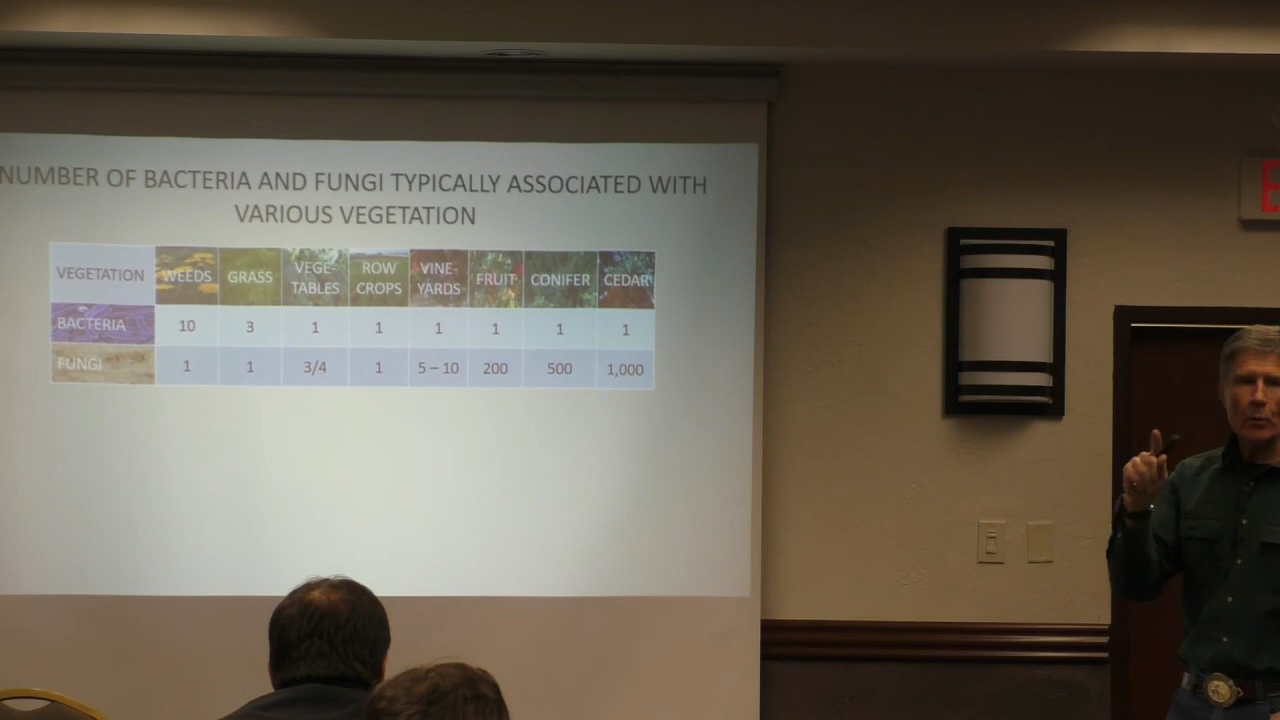 NUMBER OF BACTERIA AND FUNGI TYPICALLY ASSOCIATED WITH
VARIOUS VEGETATION
VEGETATION WEEDS GRASS VEGE-TABLES ROW CROPS VINE-YARDS FRUIT CONIFER CEDAR
BACTERIA 10 3 1 1 1 1 1 1
FUNGI 1 1 3/4 1 5 – 10 200 500 1,000